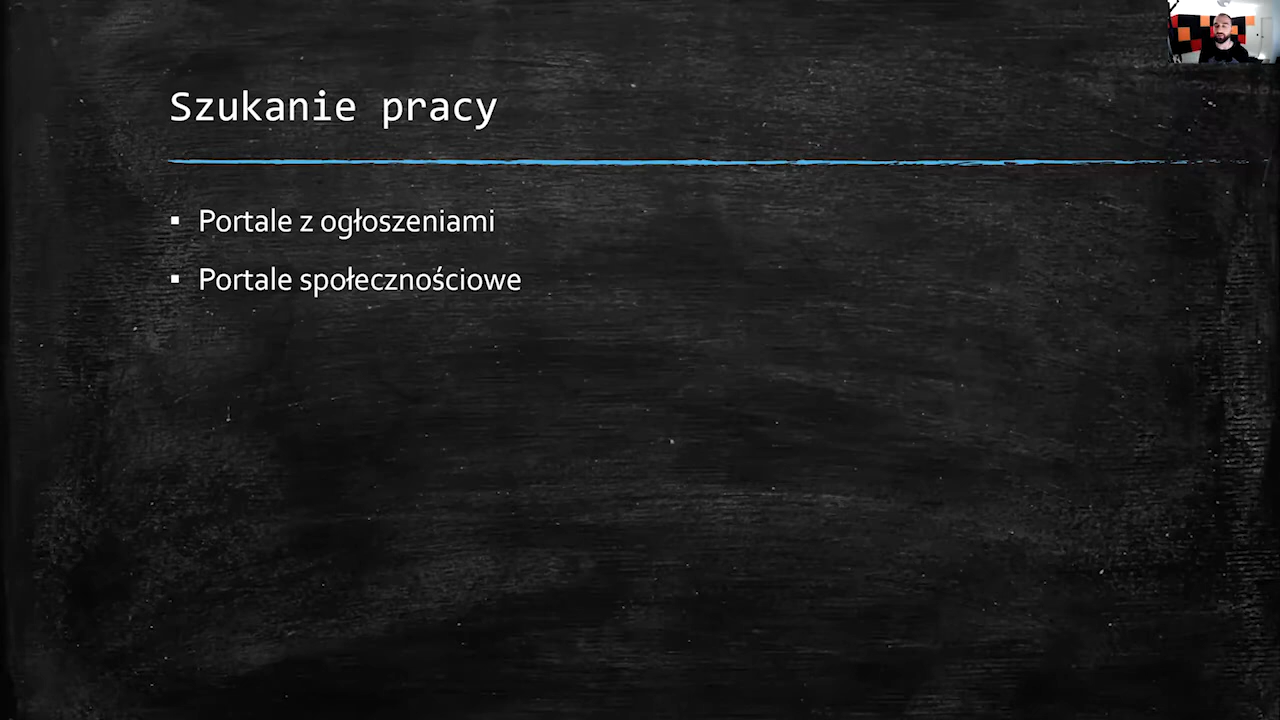 Szukanie pracy
▪ Portale z ogłoszeniami
▪ Portale społecznościowe